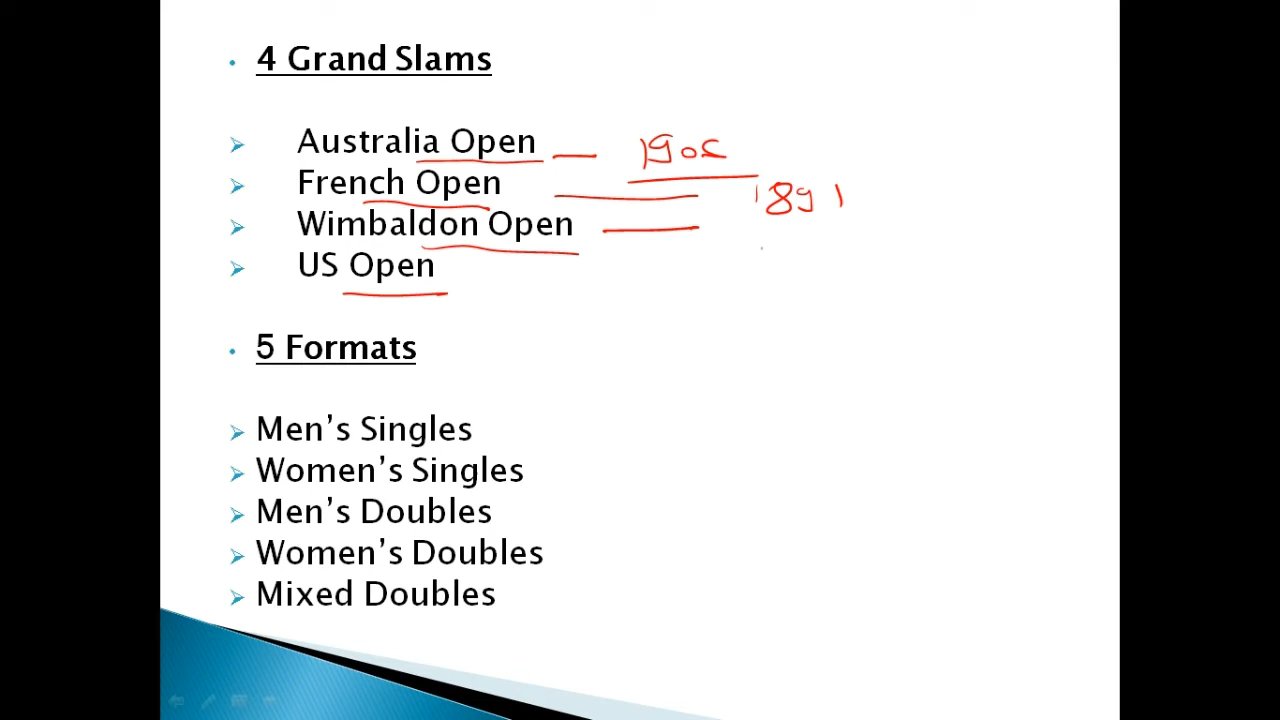 4 Grand Slams
Australia Open — 1905
French Open — 1891
Wimbaldon Open —
US Open
5 Formats
Men’s Singles
Women’s Singles
Men’s Doubles
Women’s Doubles
Mixed Doubles